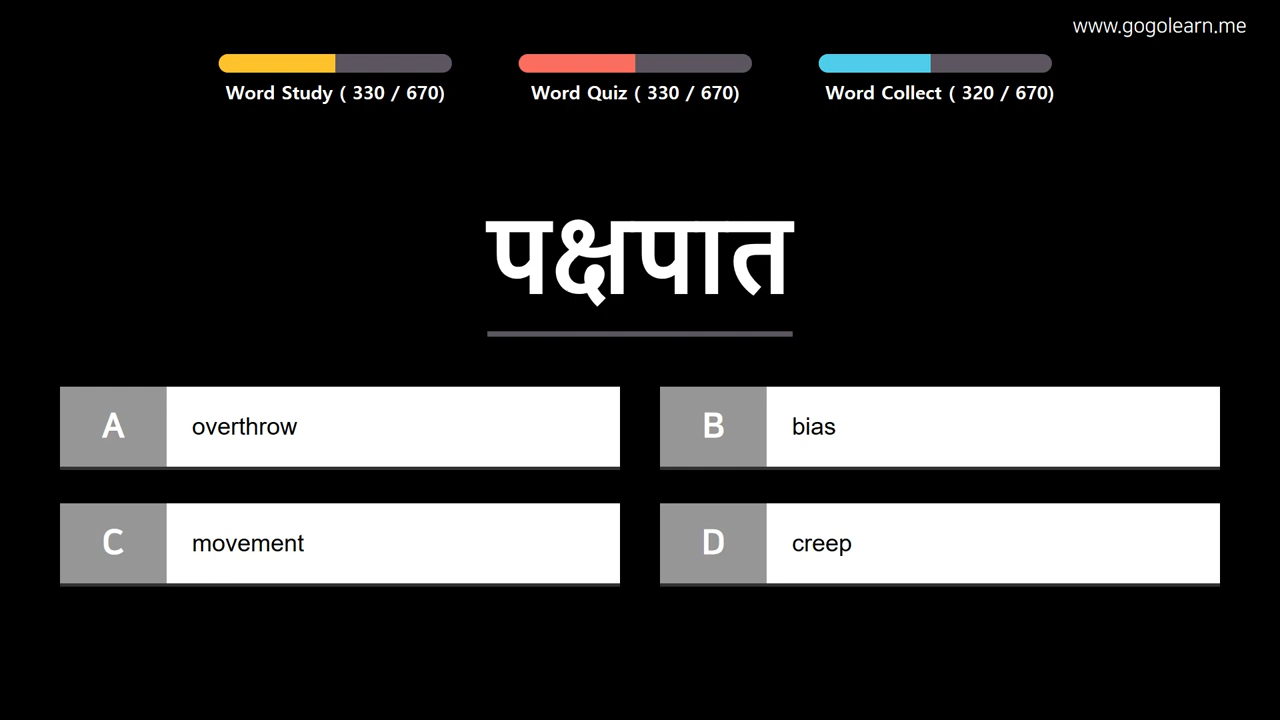 www.gogolearn.me
Word Study ( 330 / 670)
Word Quiz ( 330 / 670)
Word Collect ( 320 / 670)
पक्षपात
A overthrow
B bias
C movement
D creep